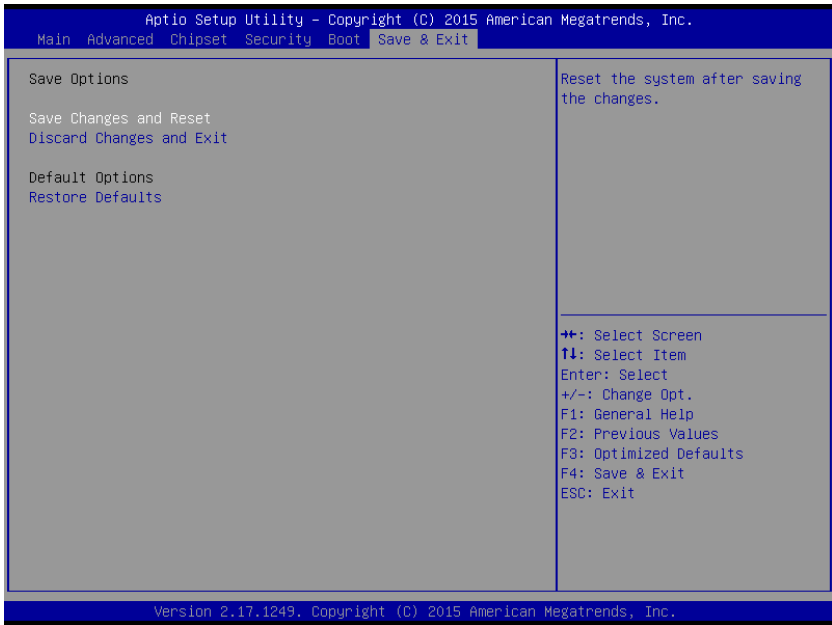 Aptio Setup Utility – Copyright (C) 2015 American Megatrends, Inc.
Main Advanced Chipset Security Boot Save & Exit
Save Options
Save Changes and Reset
Discard Changes and Exit
Default Options
Restore Defaults
Reset the system after saving
the changes.
→←: Select Screen
↑↓: Select Item
Enter: Select
+/-: Change Opt.
F1: General Help
F2: Previous Values
F3: Optimized Defaults
F4: Save & Exit
ESC: Exit
Version 2.17.1249. Copyright (C) 2015 American Megatrends, Inc.